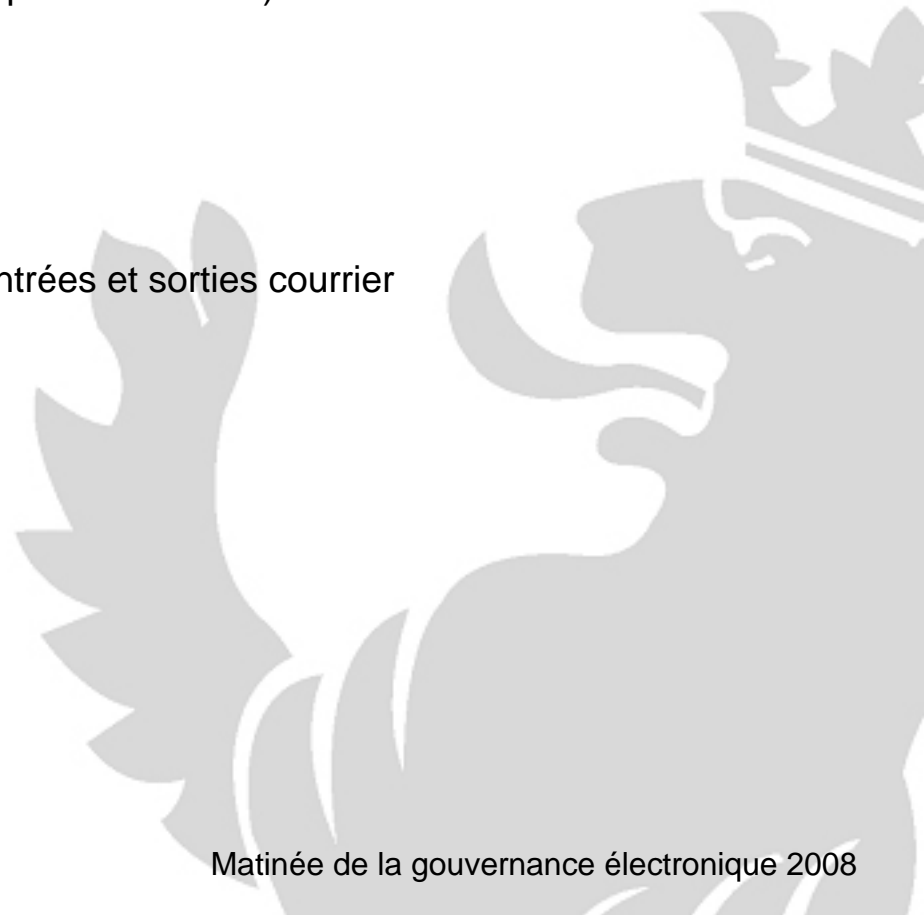 ntrées et sorties courrier
Matinée de la gouvernance électronique 2008